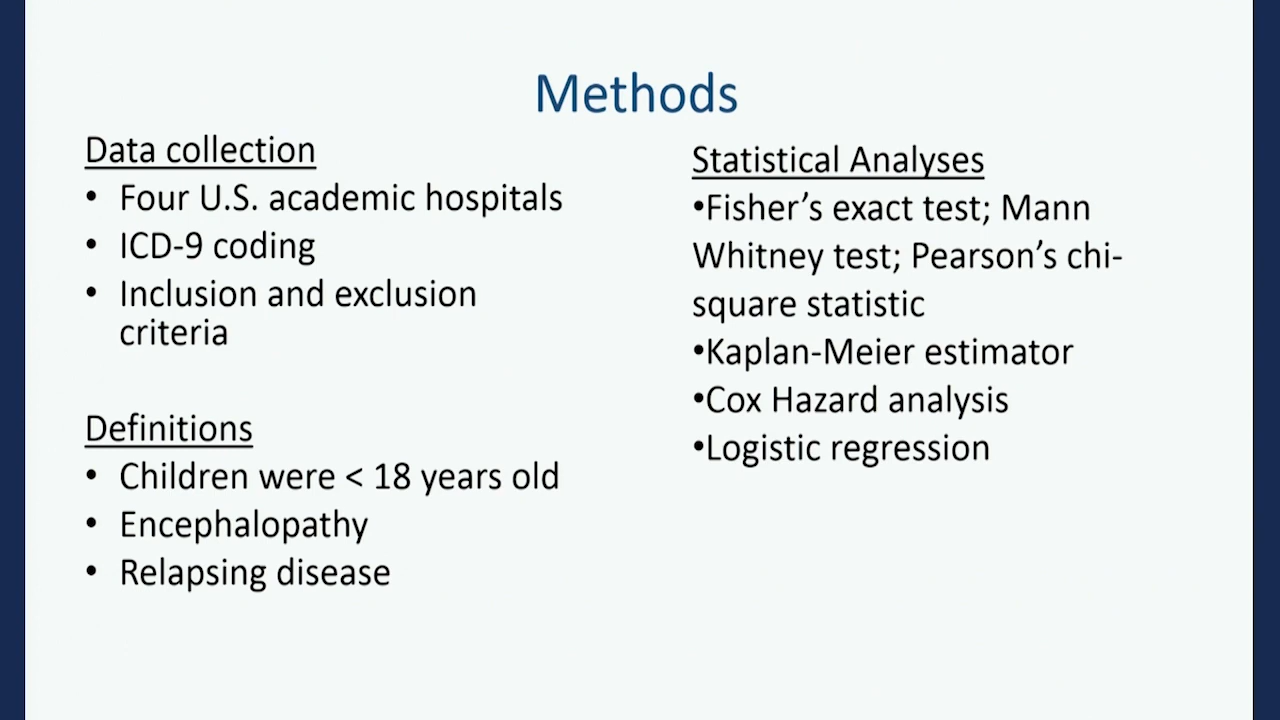 Methods
Data collection
• Four U.S. academic hospitals
• ICD-9 coding
• Inclusion and exclusion
criteria
Definitions
• Children were < 18 years old
• Encephalopathy
• Relapsing disease
Statistical Analyses
•Fisher’s exact test; Mann
Whitney test; Pearson’s chi-
square statistic
•Kaplan-Meier estimator
•Cox Hazard analysis
•Logistic regression